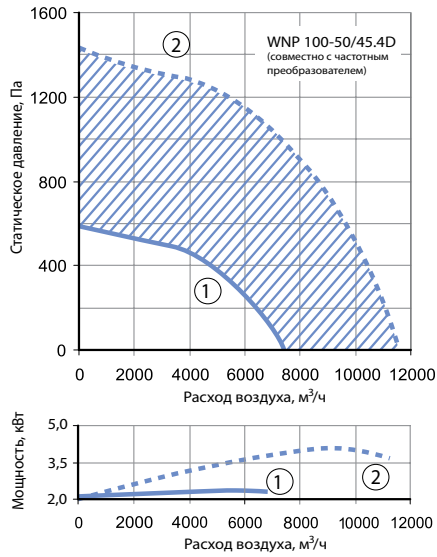 1600
1200
800
400
0
Статическое давление, Па
2
WNP 100-50/45.4D
(совместно с частотным
преобразователем)
1
0 2000 4000 6000 8000 10000 12000
Расход воздуха, м³/ч
5,0
3,5
2,0
Мощность, кВт
1
2
0 2000 4000 6000 8000 10000 12000
Расход воздуха, м³/ч